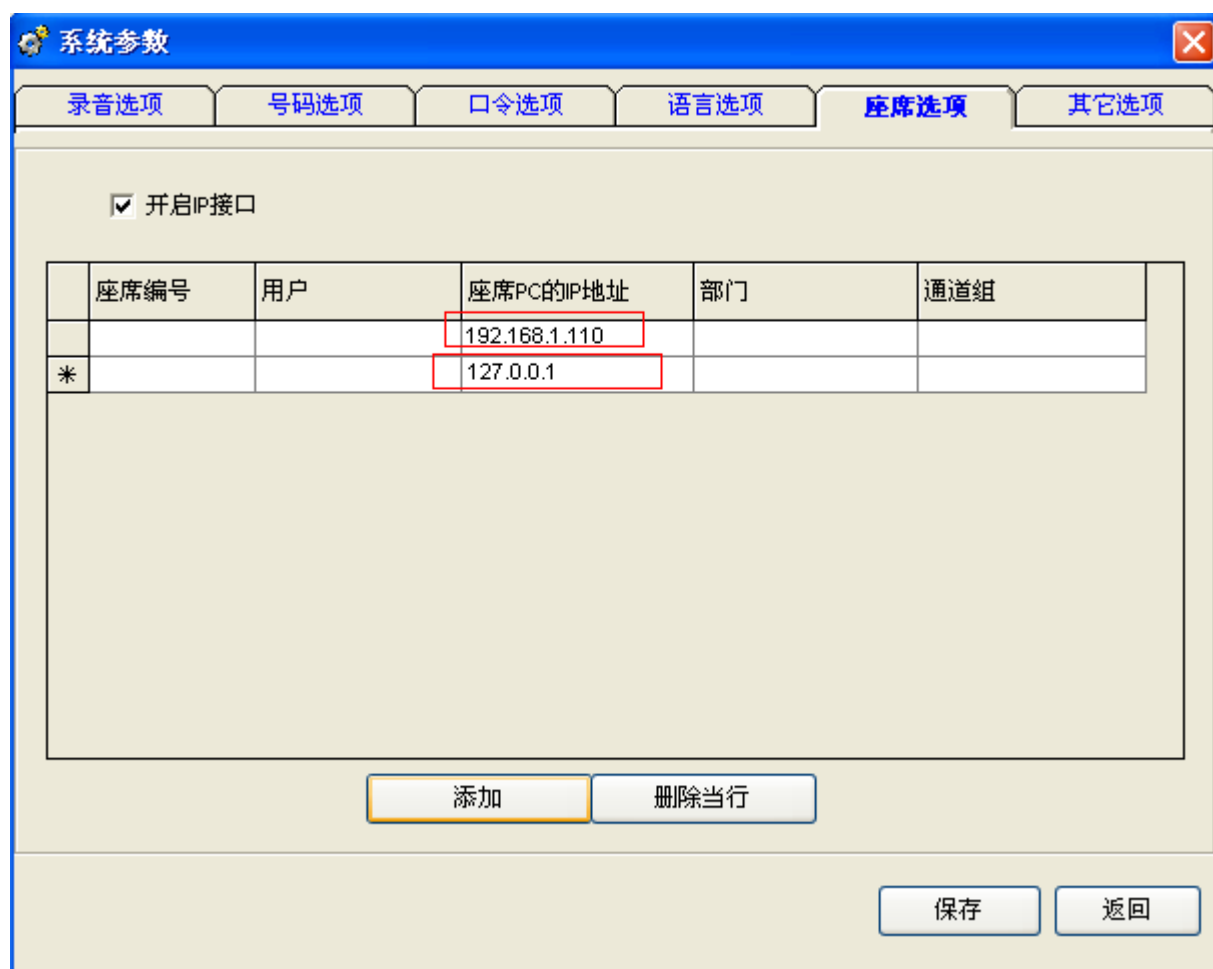 系统参数
录音选项 号码选项 口令选项 语言选项 座席选项 其它选项
开启IP接口
座席编号 用户 座席PC的IP地址 部门 通道组
192.168.1.110
* 127.0.0.1
添加 删除当行
保存 返回